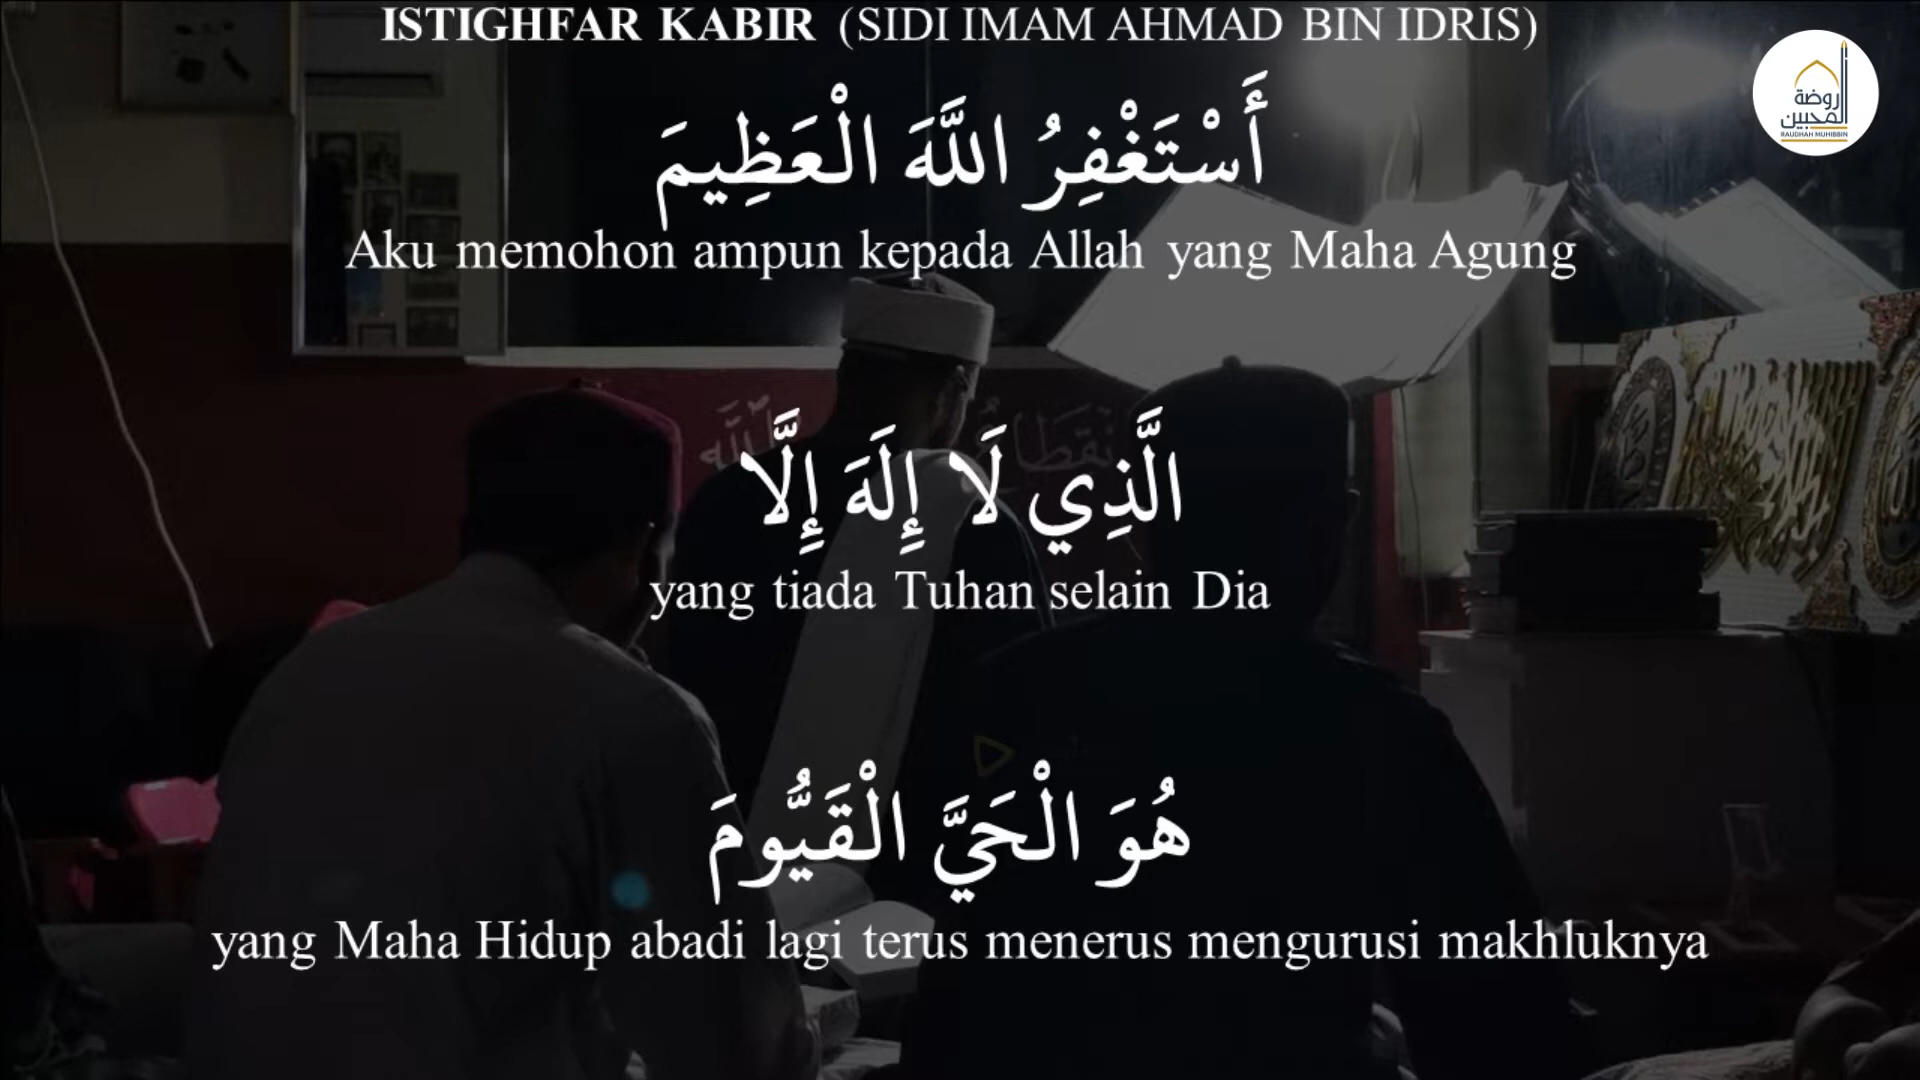 ISTIGHFAR KABIR (SIDI IMAM AHMAD BIN IDRIS)
روضة
المحبين
RAUDHAH MUHIBBIN
أَسْتَغْفِرُ اللَّهَ الْعَظِيمَ
Aku memohon ampun kepada Allah yang Maha Agung
الَّذِي لَا إِلَهَ إِلَّا
yang tiada Tuhan selain Dia
هُوَ الْحَيَّ الْقَيُّومَ
yang Maha Hidup abadi lagi terus menerus mengurusi makhluknya